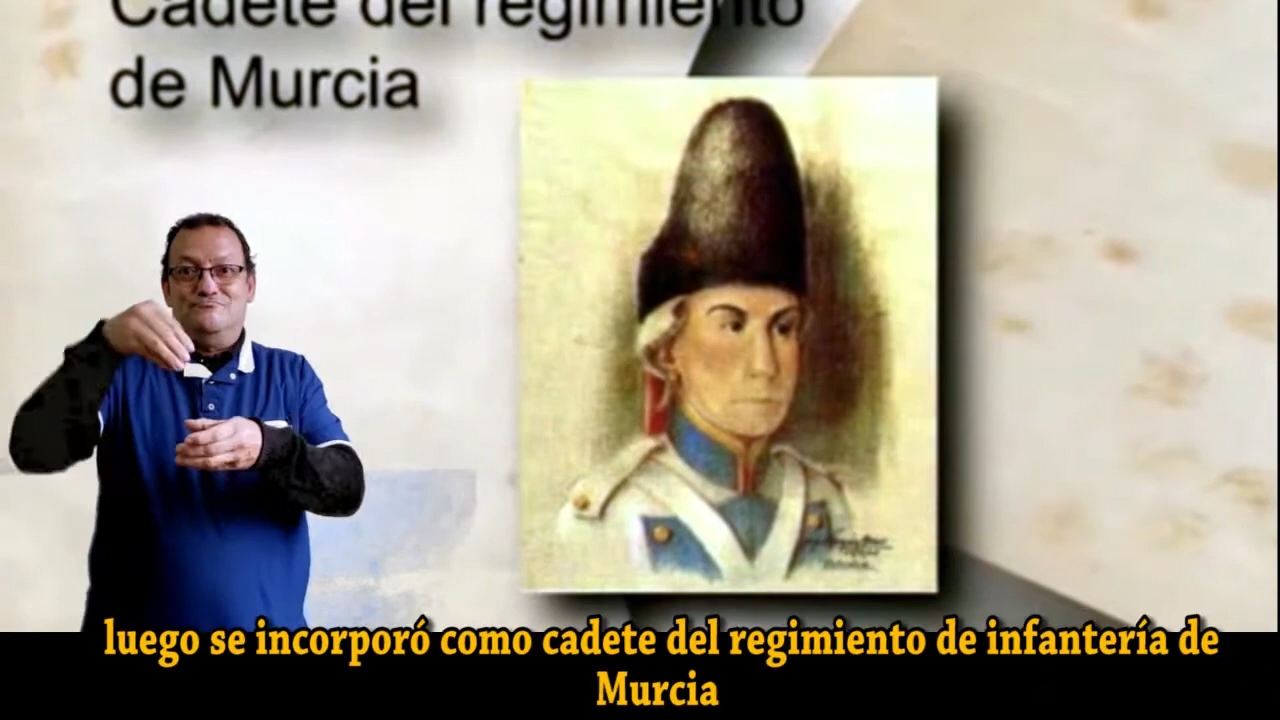 Cadete del regimiento
de Murcia
luego se incorporó como cadete del regimiento de infantería de
Murcia